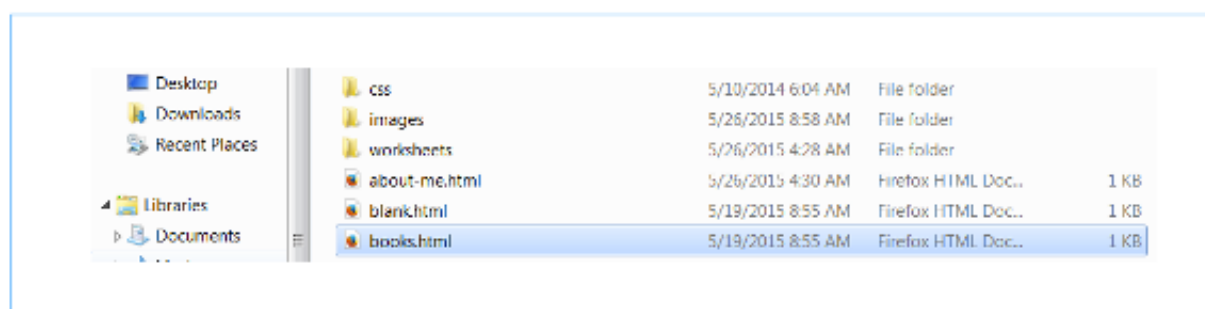 Desktop
Downloads
Recent Places
Libraries
Documents
css 5/10/2014 6:04 AM File folder
images 5/26/2015 8:58 AM File folder
worksheets 5/26/2015 4:28 AM File folder
about-me.html 5/26/2015 4:30 AM Firefox HTML Doc... 1 KB
blank.html 5/19/2015 8:55 AM Firefox HTML Doc... 1 KB
books.html 5/19/2015 8:55 AM Firefox HTML Doc... 1 KB